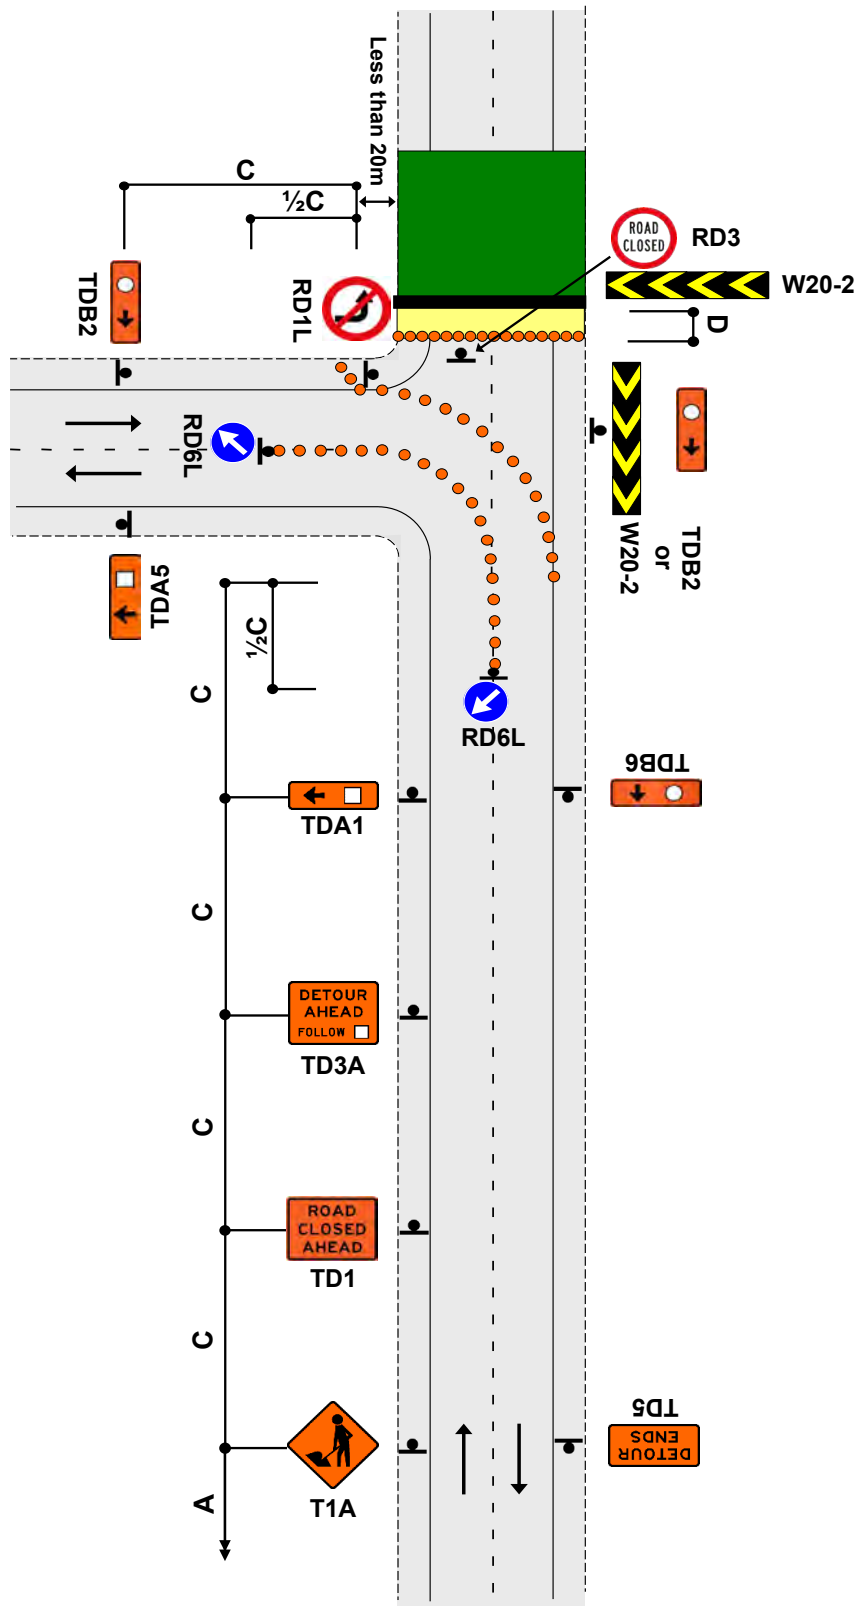 Less than 20m
C
½C
TDB2
RD1L
ROAD
CLOSED
RD3
W20-2
D
RD6L
TDB2
or
W20-2
TDA5
½C
C
RD6L
TDB6
TDA1
C
DETOUR
AHEAD
FOLLOW
TD3A
C
ROAD
CLOSED
AHEAD
TD1
C
TD5
DETOUR
ENDS
T1A
A